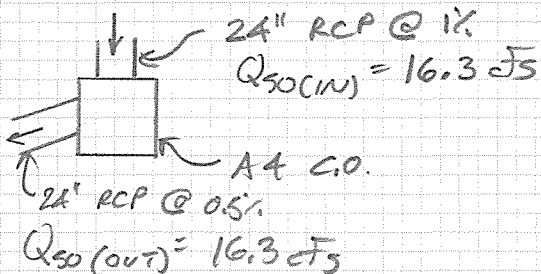 24" RCP @ 1%
Q50(IN) = 16.3 cfs
A4 C.O.
24" RCP @ 0.5%
Q50(OUT) = 16.3 cfs